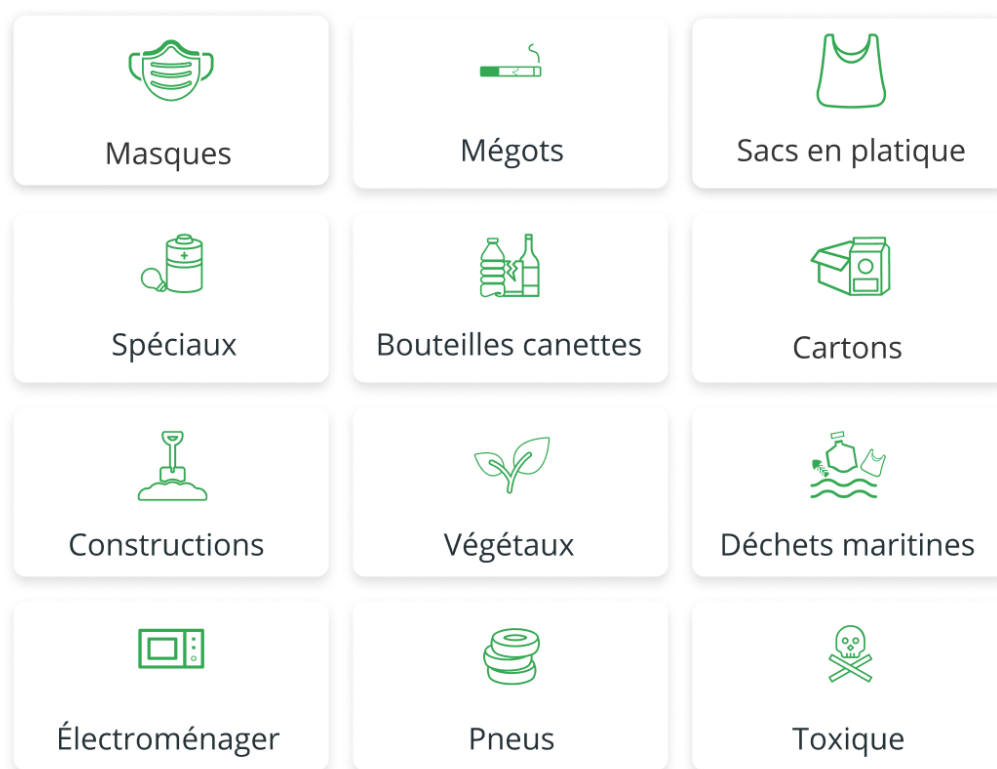 Masques
Mégots
Sacs en platique
Spéciaux
Bouteilles canettes
Cartons
Constructions
Végétaux
Déchets maritines
Électroménager
Pneus
Toxique